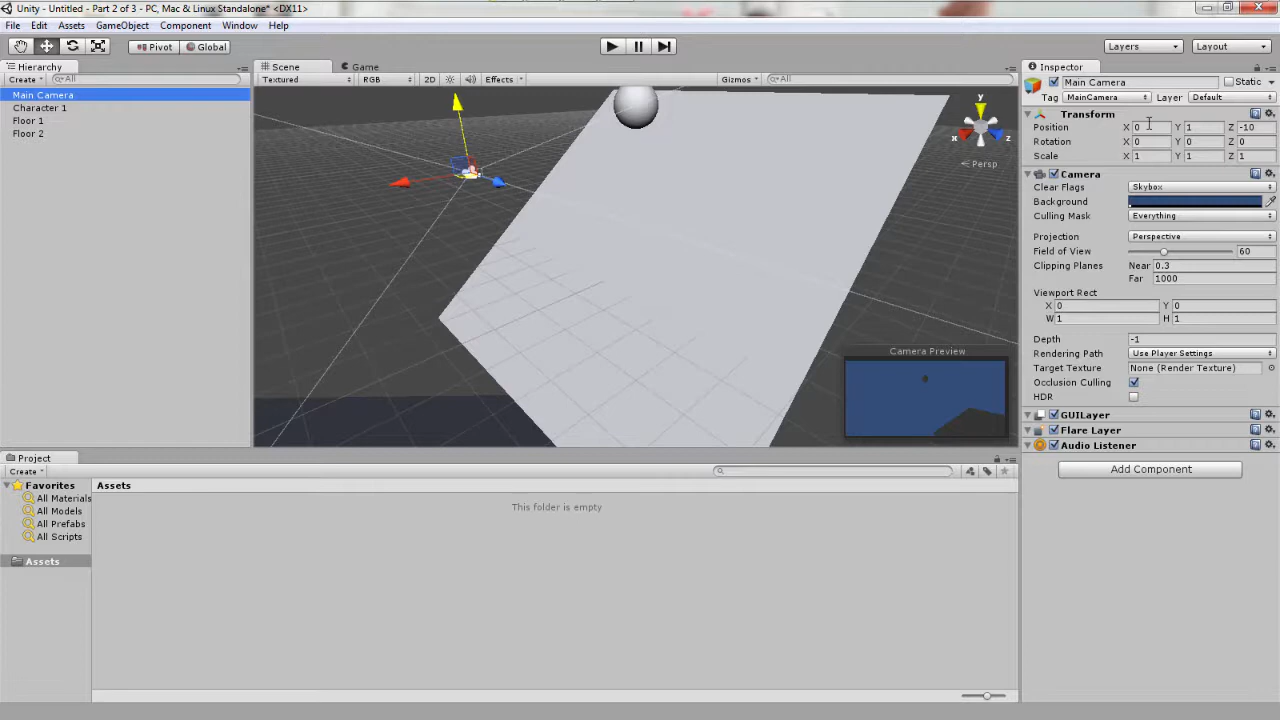 Unity - Untitled - Part 2 of 3 - PC, Mac & Linux Standalone* <DX11>
File Edit Assets GameObject Component Window Help
Pivot Global Layers Layout
Hierarchy
Create All
Main Camera
Character 1
Floor 1
Floor 2
Scene Game
Textured RGB 2D Effects Gizmos All
y
x z
Persp
Camera Preview
Inspector
Main Camera Static
Tag MainCamera Layer Default
Transform
Position X 0 Y 1 Z -10
Rotation X 0 Y 0 Z 0
Scale X 1 Y 1 Z 1
Camera
Clear Flags Skybox
Background
Culling Mask Everything
Projection Perspective
Field of View 60
Clipping Planes Near 0.3
Far 1000
Viewport Rect
X 0 Y 0
W 1 H 1
Depth -1
Rendering Path Use Player Settings
Target Texture None (Render Texture)
Occlusion Culling
HDR
GUILayer
Flare Layer
Audio Listener
Add Component
Project
Create
Favorites
All Materials
All Models
All Prefabs
All Scripts
Assets
Assets
This folder is empty